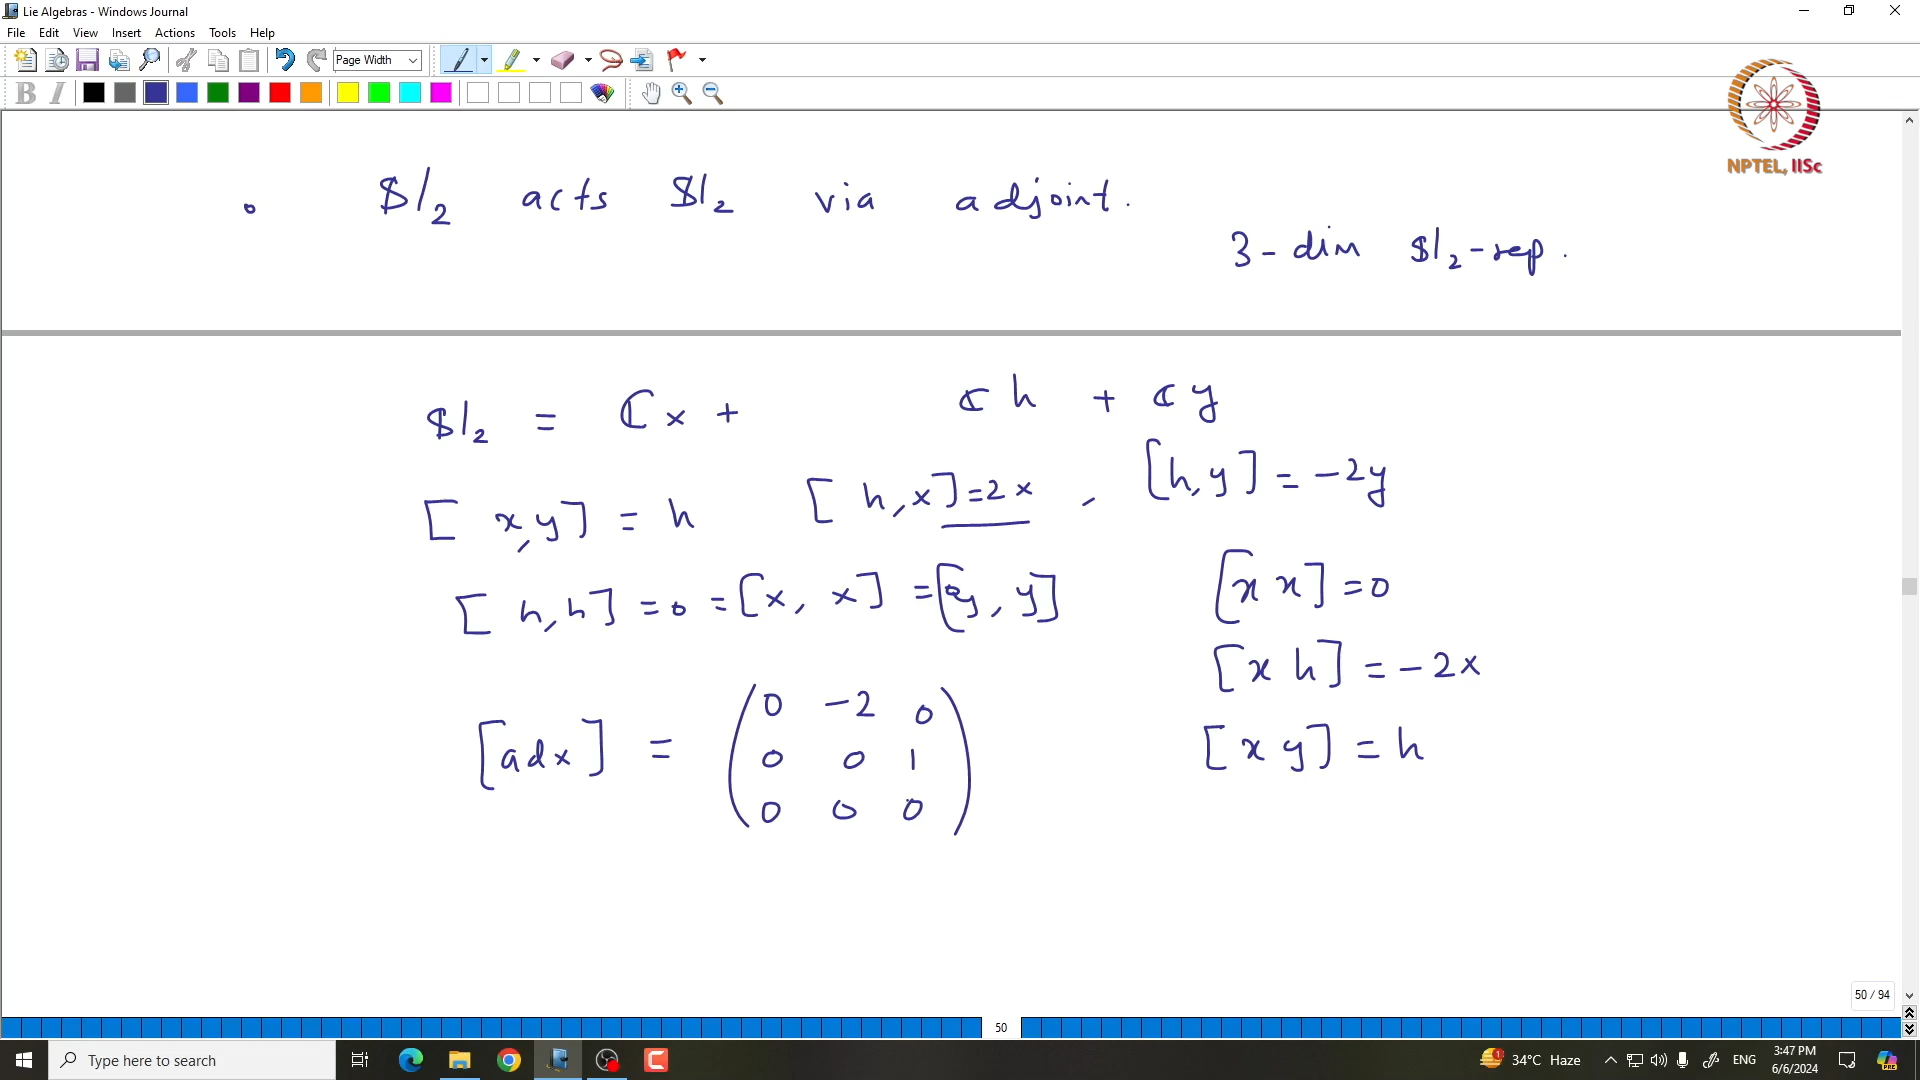 Lie Algebras - Windows Journal
File Edit View Insert Actions Tools Help
Page Width
NPTEL, IISc
• sl₂ acts sl₂ via adjoint.
3-dim sl₂-rep.
sl₂ = ℂx + ℂh + ℂy
[x,y] = h [h,x]=2x , [h,y] = -2y
[h,h] =0 =[x, x] =[y, y] [x x] =0
[x h] = -2x
[adx] = (0 -2 0
0 0 1
0 0 0)
[x y] = h
50 / 94
50
Type here to search
1
34°C Haze
ENG
3:47 PM
6/6/2024
PRE